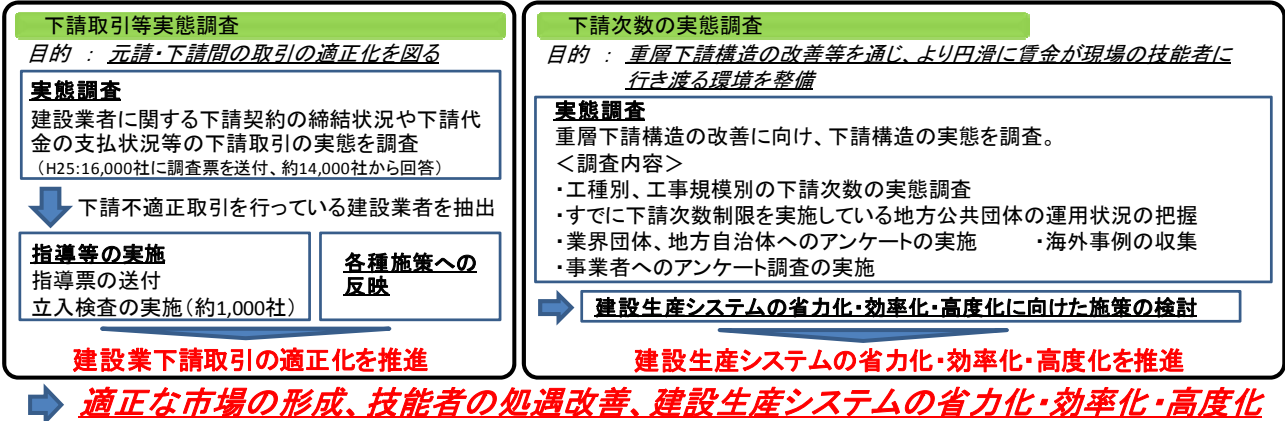 下請取引等実態調査
目的 ： 元請・下請間の取引の適正化を図る
実態調査
建設業者に関する下請契約の締結状況や下請代
金の支払状況等の下請取引の実態を調査
（H25:16,000社に調査票を送付、約14,000社から回答）
下請不適正取引を行っている建設業者を抽出
指導等の実施
指導票の送付
立入検査の実施（約1,000社）
各種施策への
反映
建設業下請取引の適正化を推進
下請次数の実態調査
目的 ： 重層下請構造の改善等を通じ、より円滑に賃金が現場の技能者に
行き渡る環境を整備
実態調査
重層下請構造の改善に向け、下請構造の実態を調査。
＜調査内容＞
・工種別、工事規模別の下請次数の実態調査
・すでに下請次数制限を実施している地方公共団体の運用状況の把握
・業界団体、地方自治体へのアンケートの実施　　・海外事例の収集
・事業者へのアンケート調査の実施
建設生産システムの省力化・効率化・高度化に向けた施策の検討
建設生産システムの省力化・効率化・高度化を推進
適正な市場の形成、技能者の処遇改善、建設生産システムの省力化・効率化・高度化